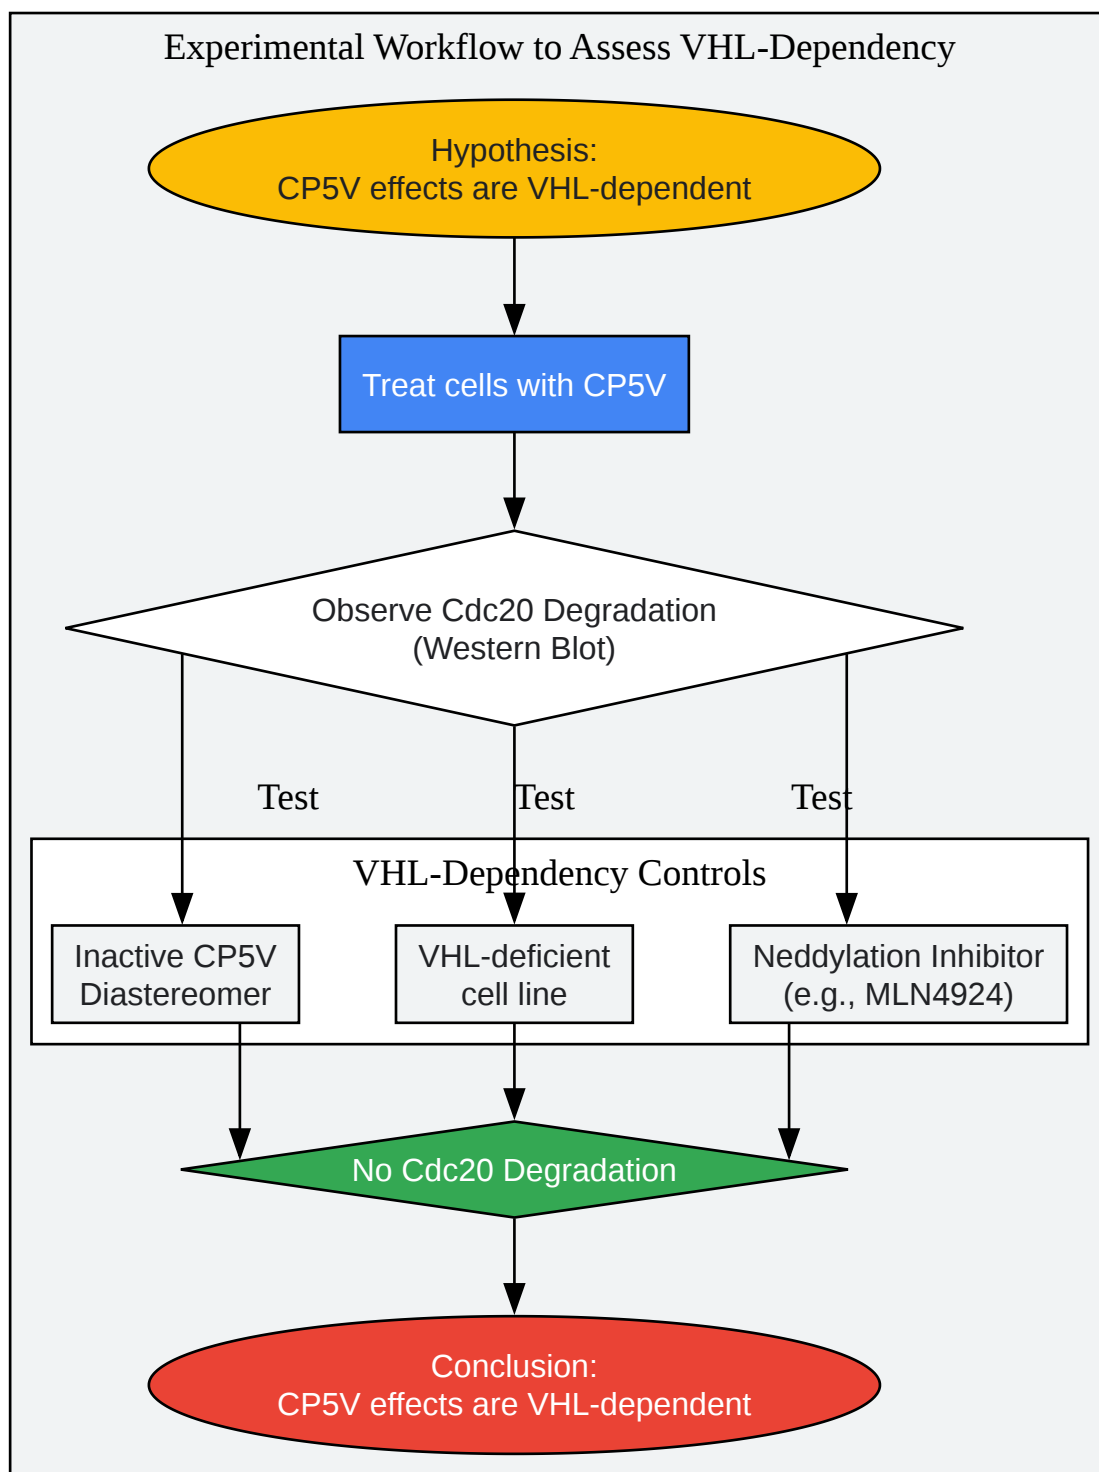 Experimental Workflow to Assess VHL-Dependency
Hypothesis:
CP5V effects are VHL-dependent
Treat cells with CP5V
Observe Cdc20 Degradation
(Western Blot)
Test
Test
Test
VHL-Dependency Controls
Inactive CP5V
Diastereomer
VHL-deficient
cell line
Neddylation Inhibitor
(e.g., MLN4924)
No Cdc20 Degradation
Conclusion:
CP5V effects are VHL-dependent